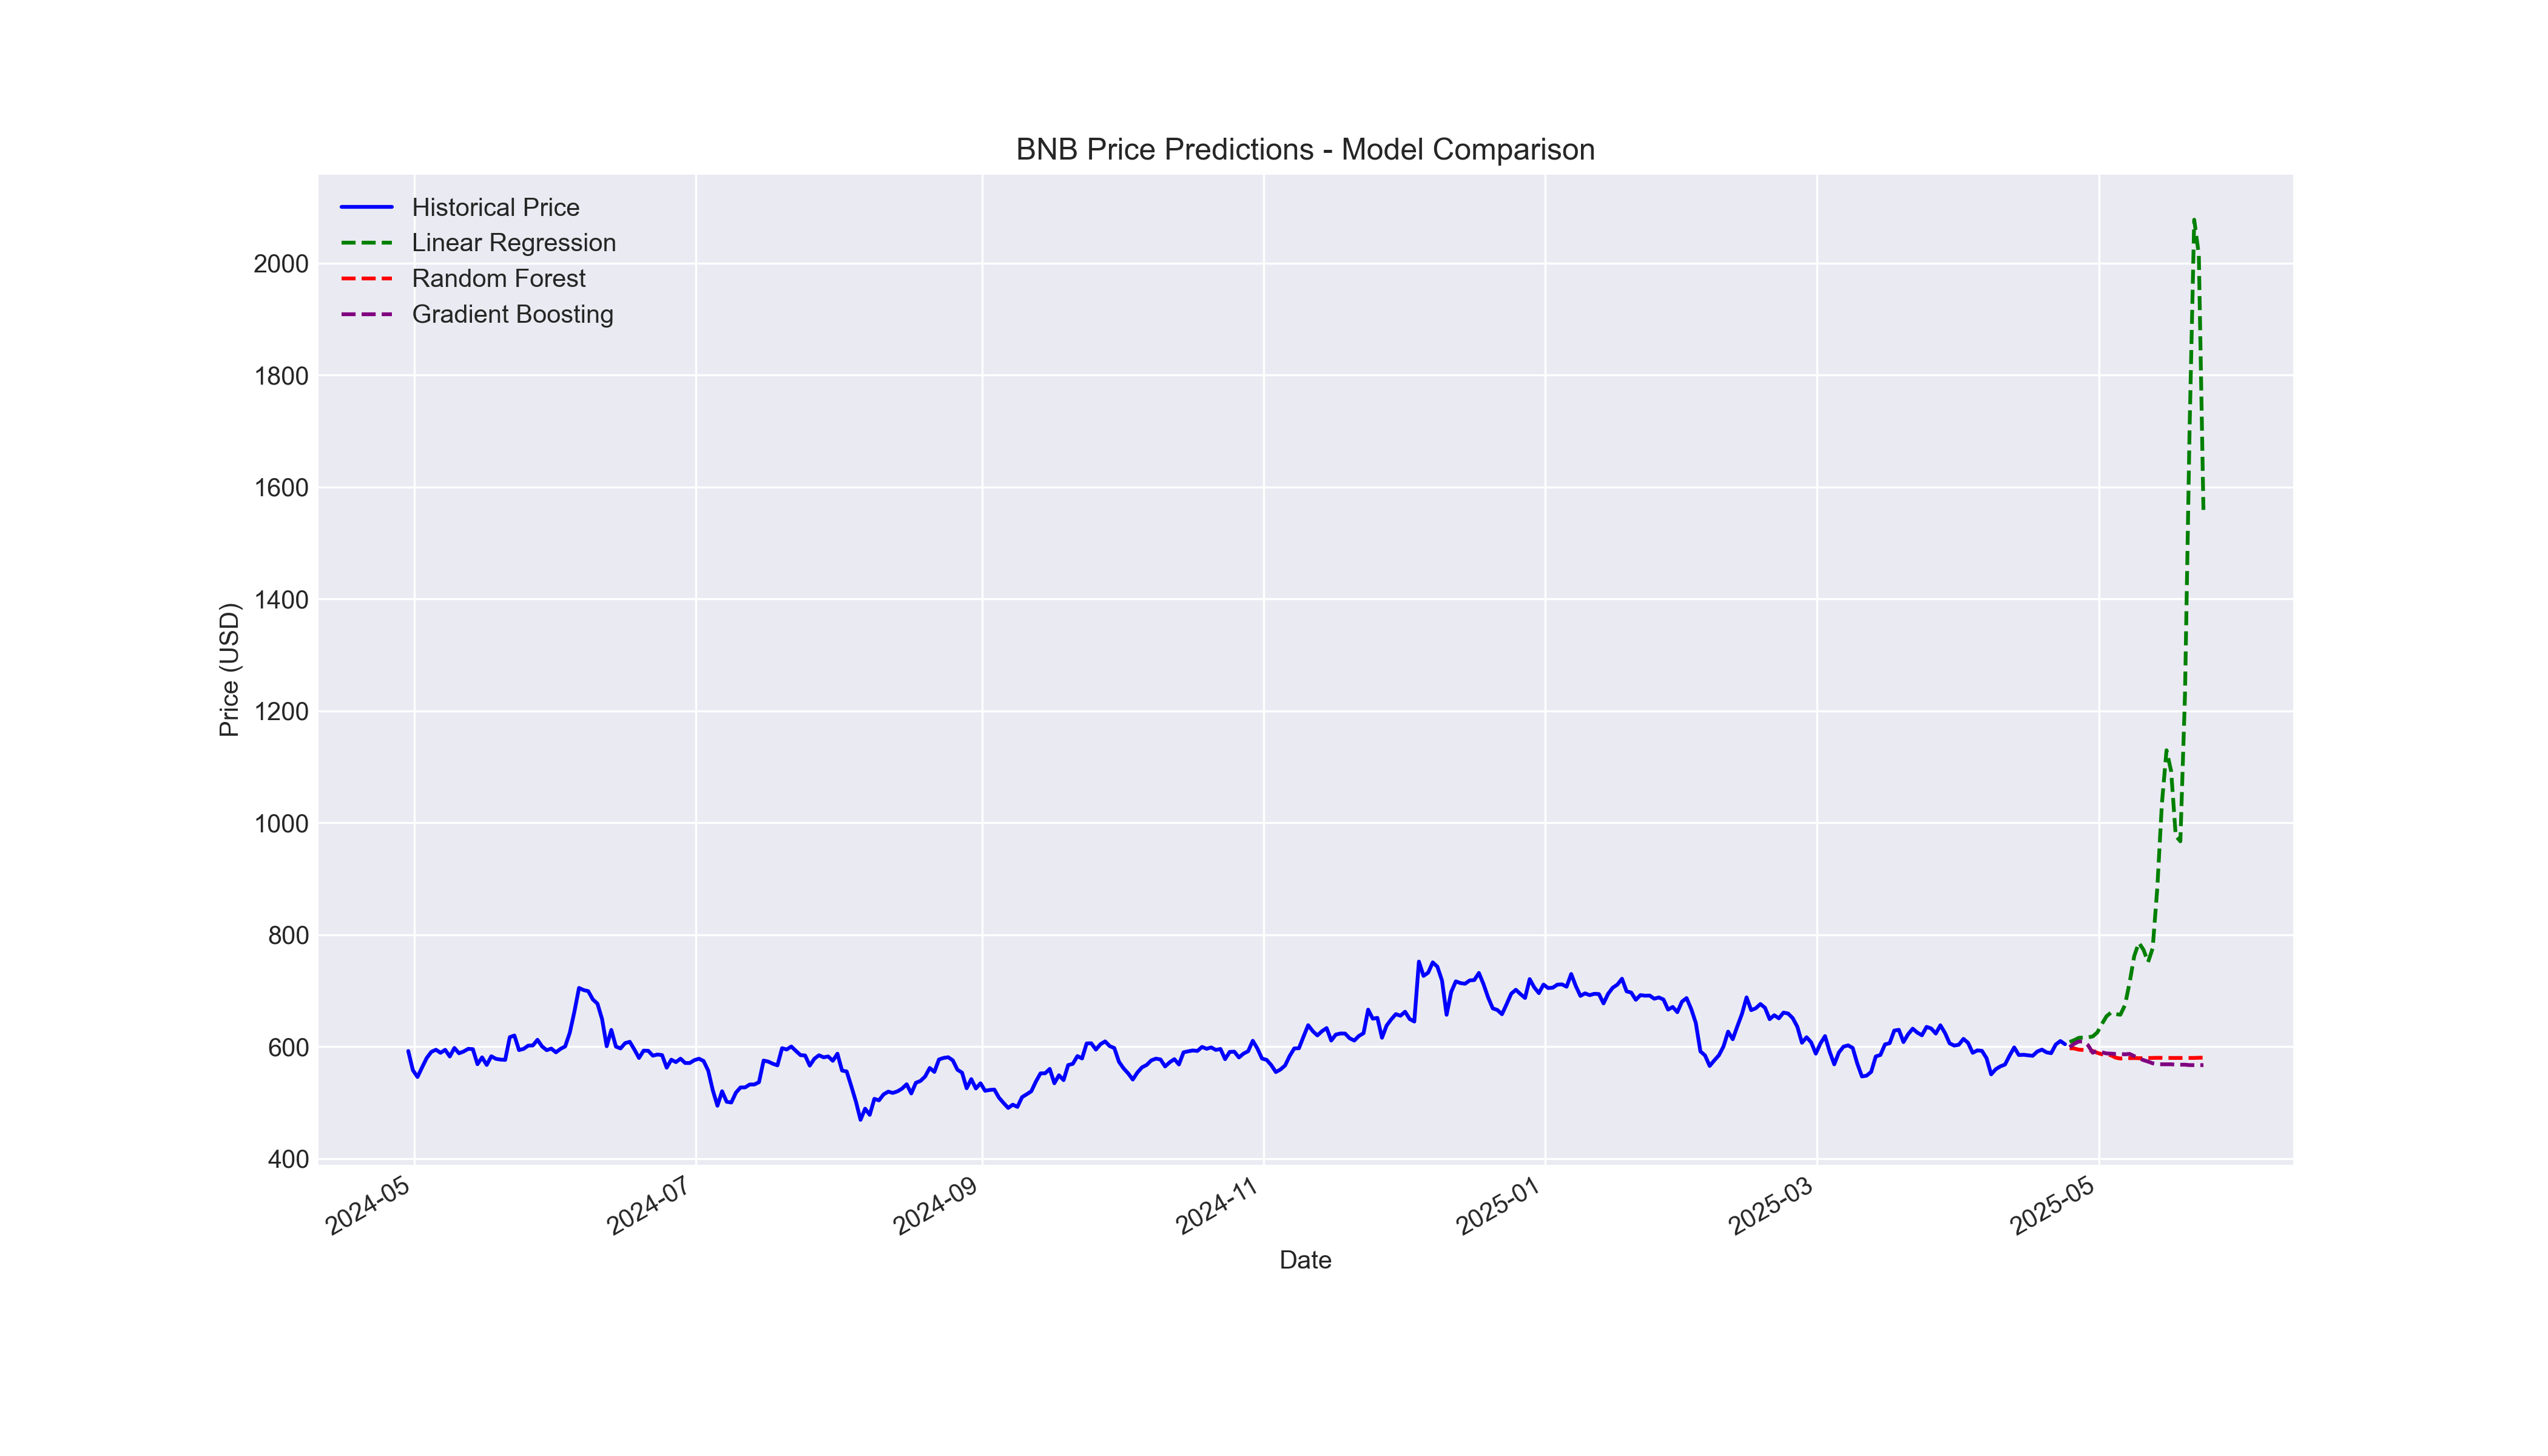 BNB Price Predictions - Model Comparison
Historical Price
Linear Regression
Random Forest
Gradient Boosting
2000
1800
1600
1400
1200
1000
800
600
400
Price (USD)
2024-05
2024-07
2024-09
2024-11
2025-01
2025-03
2025-05
Date